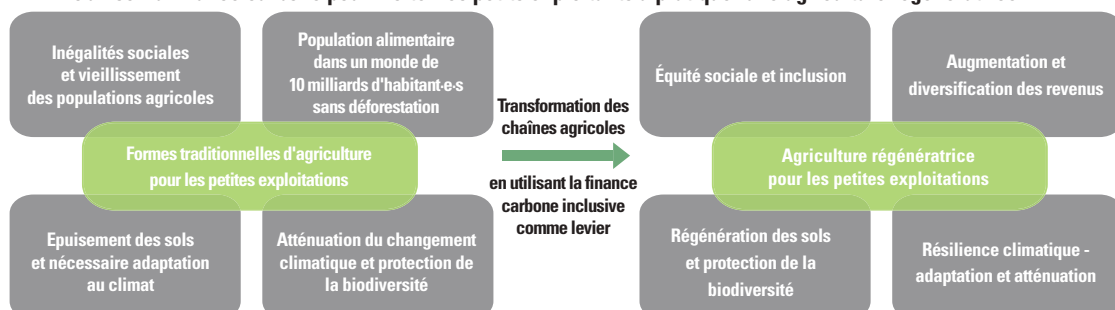 Inégalités sociales
et vieillissement
des populations agricoles
Population alimentaire
dans un monde de
10 milliards d'habitant·e·s
sans déforestation
Formes traditionnelles d'agriculture
pour les petites exploitations
Epuisement des sols
et nécessaire adaptation
au climat
Atténuation du changement
climatique et protection de
la biodiversité
Transformation des
chaînes agricoles
en utilisant la finance
carbone inclusive
comme levier
Équité sociale et inclusion
Augmentation et
diversification des revenus
Agriculture régénératrice
pour les petites exploitations
Régénération des sols
et protection de la
biodiversité
Résilience climatique -
adaptation et atténuation